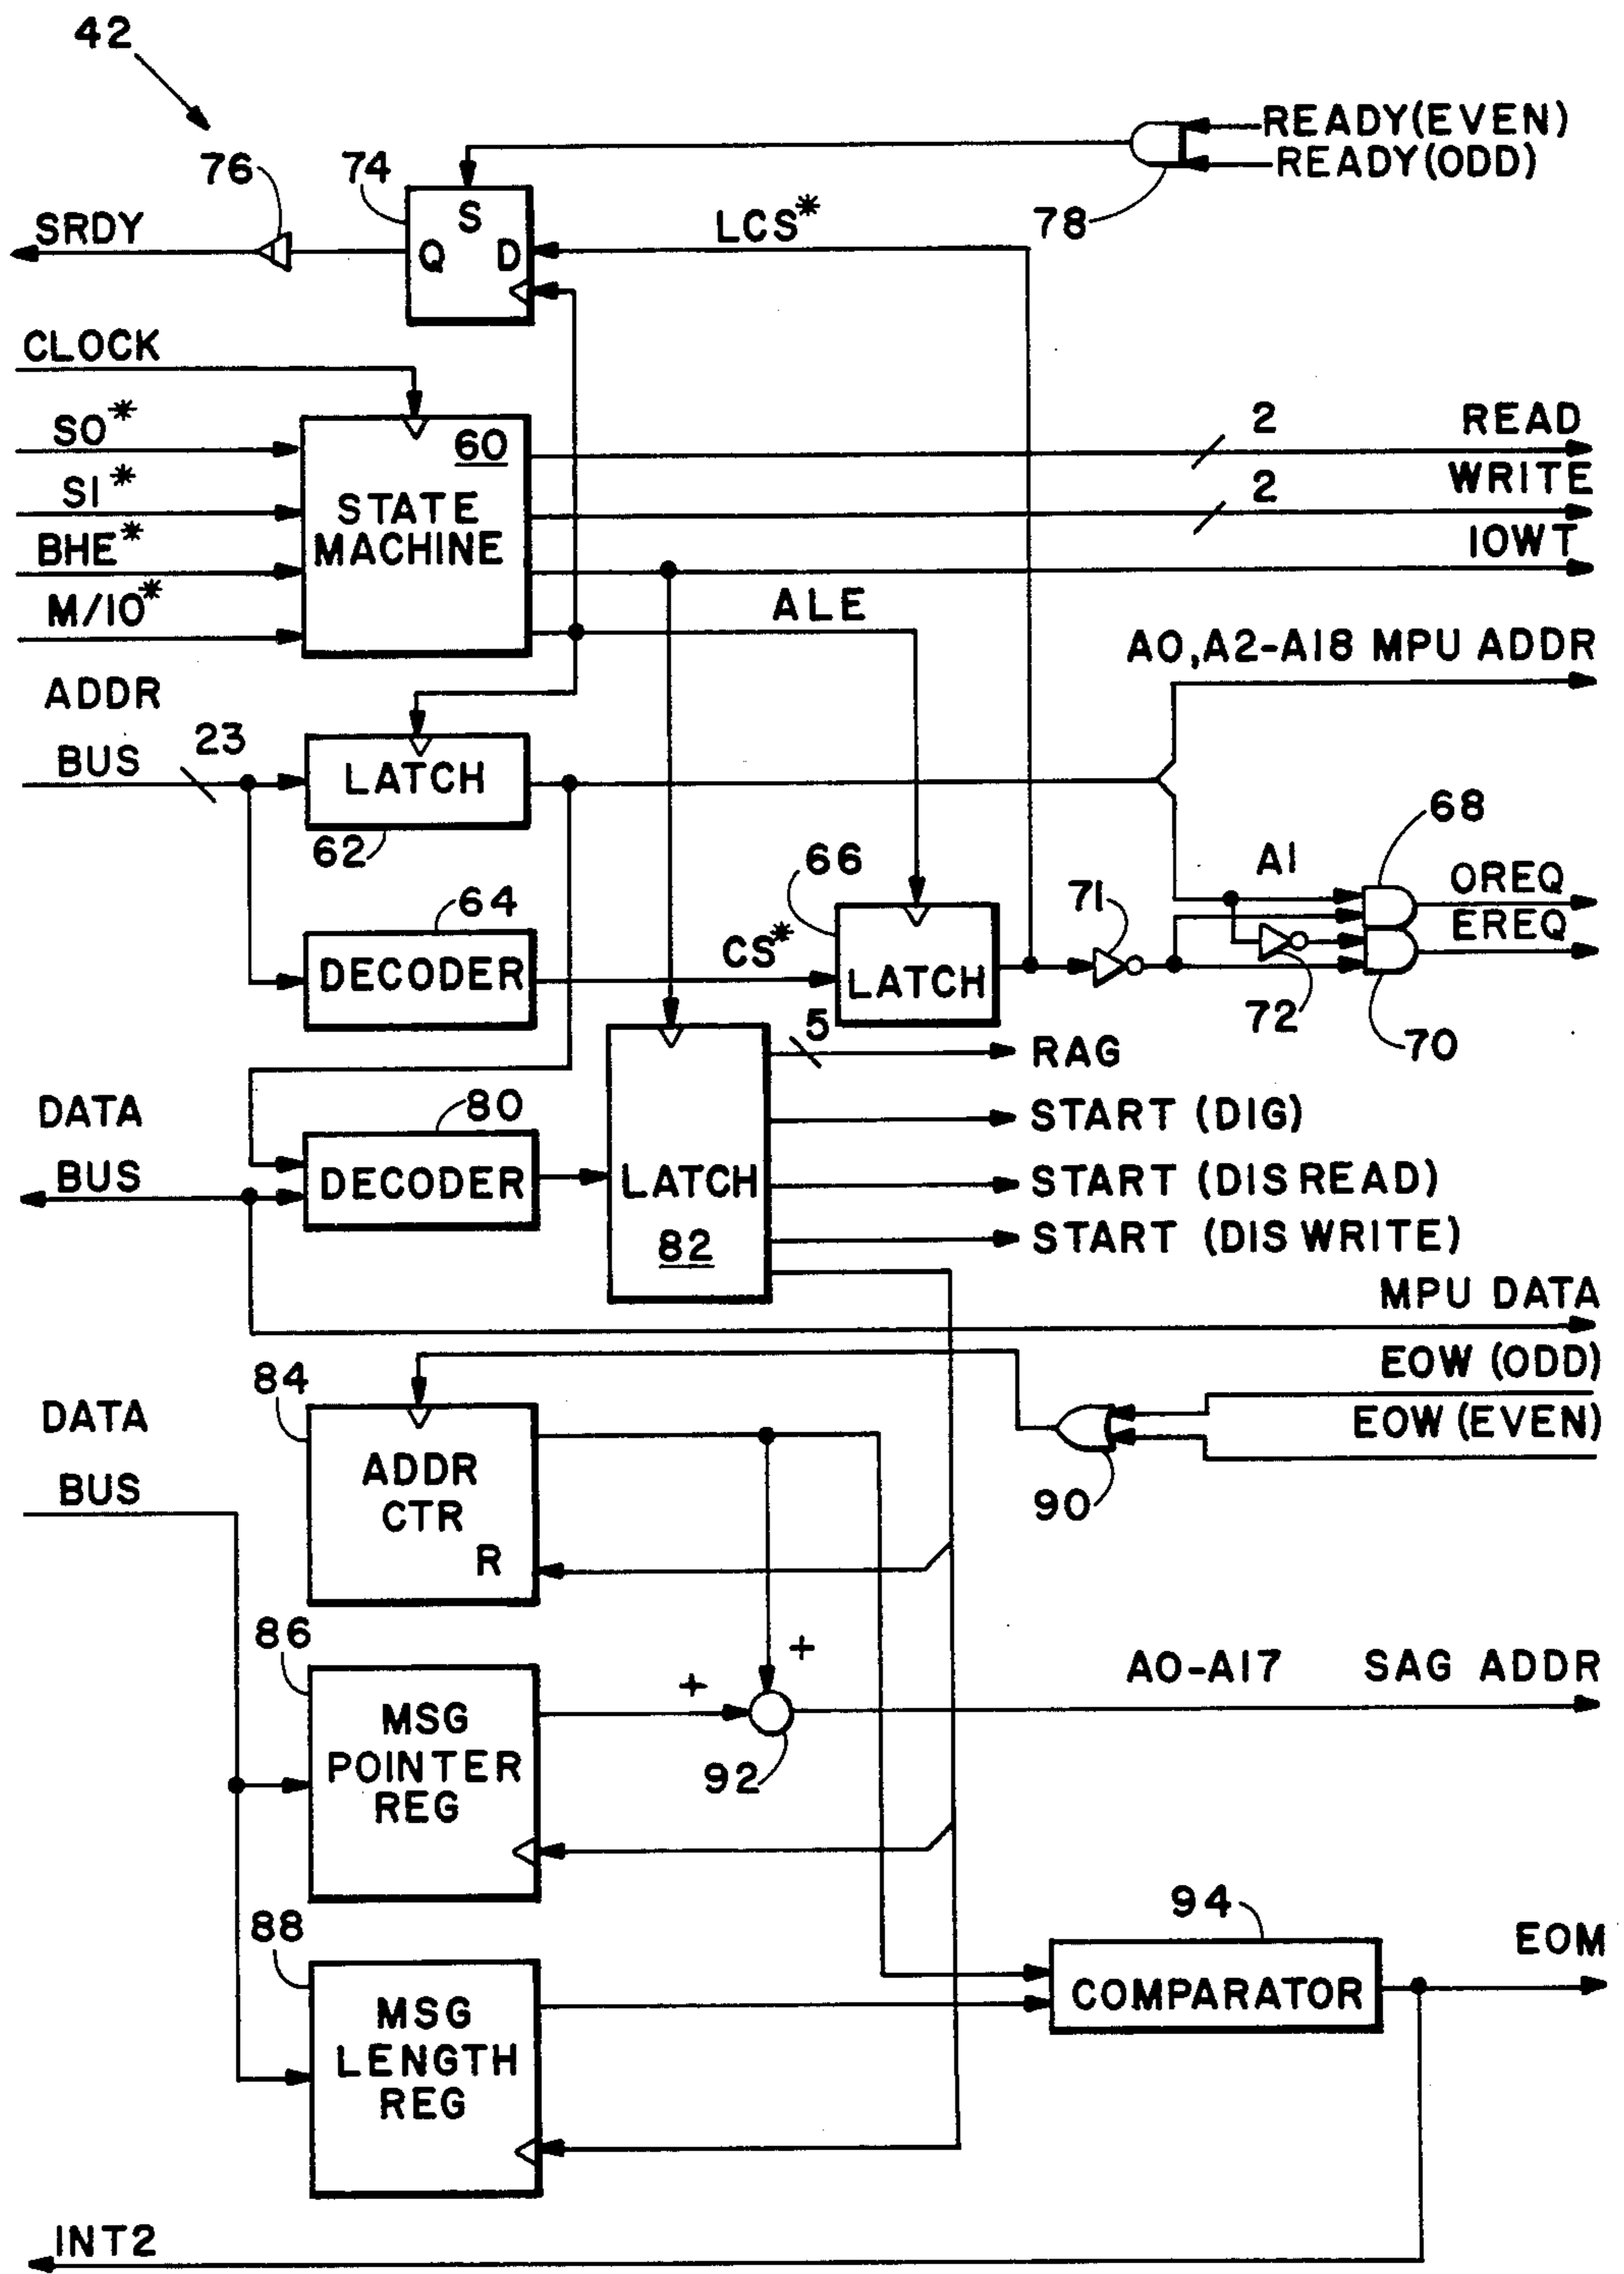 42
READY(EVEN)
READY(ODD)
76
74
78
SRDY
S
Q D
LCS*
CLOCK
SO*
60
2
READ
SI*
STATE
MACHINE
2
WRITE
BHE*
IOWT
M/IO*
ALE
A0,A2-A18 MPU ADDR
ADDR
BUS
23
LATCH
62
68
66
A1
71
OREQ
EREQ
64
DECODER
CS*
LATCH
72
70
5
RAG
DATA
BUS
80
DECODER
LATCH
82
START (DIG)
START (DIS READ)
START (DIS WRITE)
MPU DATA
84
EOW (ODD)
DATA
BUS
EOW (EVEN)
ADDR
CTR
R
90
86
+
+
A0-A17 SAG ADDR
MSG
POINTER
REG
92
88
94
EOM
MSG
LENGTH
REG
COMPARATOR
INT2